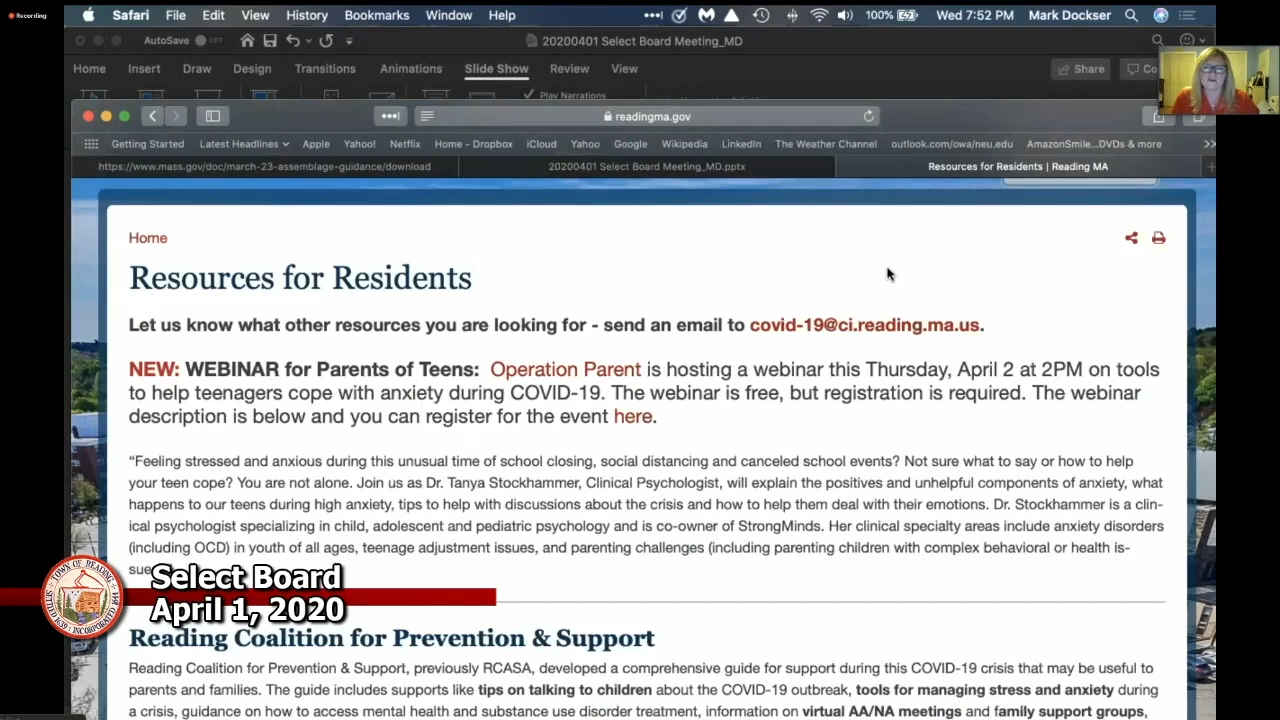 Recording
Safari File Edit View History Bookmarks Window Help 100% Wed 7:52 PM Mark Dockser
AutoSave OFF 20200401 Select Board Meeting_MD
Home Insert Draw Design Transitions Animations Slide Show Review View Share Co
Play Narrations
readingma.gov
Getting Started Latest Headlines Apple Yahoo! Netflix Home - Dropbox iCloud Yahoo Google Wikipedia LinkedIn The Weather Channel outlook.com/owa/neu.edu AmazonSmile...DVDs & more
https://www.mass.gov/doc/march-23-assemblage-guidance/download 20200401 Select Board Meeting_MD.pptx Resources for Residents | Reading MA
Home
Resources for Residents
Let us know what other resources you are looking for - send an email to covid-19@ci.reading.ma.us.
NEW: WEBINAR for Parents of Teens: Operation Parent is hosting a webinar this Thursday, April 2 at 2PM on tools
to help teenagers cope with anxiety during COVID-19. The webinar is free, but registration is required. The webinar
description is below and you can register for the event here.
“Feeling stressed and anxious during this unusual time of school closing, social distancing and canceled school events? Not sure what to say or how to help
your teen cope? You are not alone. Join us as Dr. Tanya Stockhammer, Clinical Psychologist, will explain the positives and unhelpful components of anxiety, what
happens to our teens during high anxiety, tips to help with discussions about the crisis and how to help them deal with their emotions. Dr. Stockhammer is a clin-
ical psychologist specializing in child, adolescent and pediatric psychology and is co-owner of StrongMinds. Her clinical specialty areas include anxiety disorders
(including OCD) in youth of all ages, teenage adjustment issues, and parenting challenges (including parenting children with complex behavioral or health is-
sue
Select Board
April 1, 2020
Reading Coalition for Prevention & Support
Reading Coalition for Prevention & Support, previously RCASA, developed a comprehensive guide for support during this COVID-19 crisis that may be useful to
parents and families. The guide includes supports like tips on talking to children about the COVID-19 outbreak, tools for managing stress and anxiety during
a crisis, guidance on how to access mental health and substance use disorder treatment, information on virtual AA/NA meetings and family support groups,